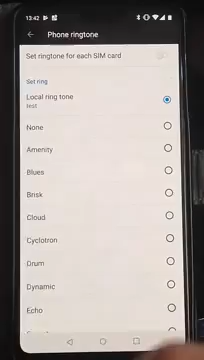 13:42
Phone ringtone
Set ringtone for each SIM card
Set ring
Local ring tone
test
None
Amenity
Blues
Brisk
Cloud
Cyclotron
Drum
Dynamic
Echo